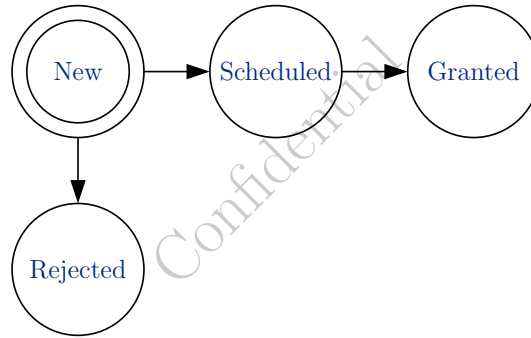 New
Scheduled
Granted
Rejected
Confidential